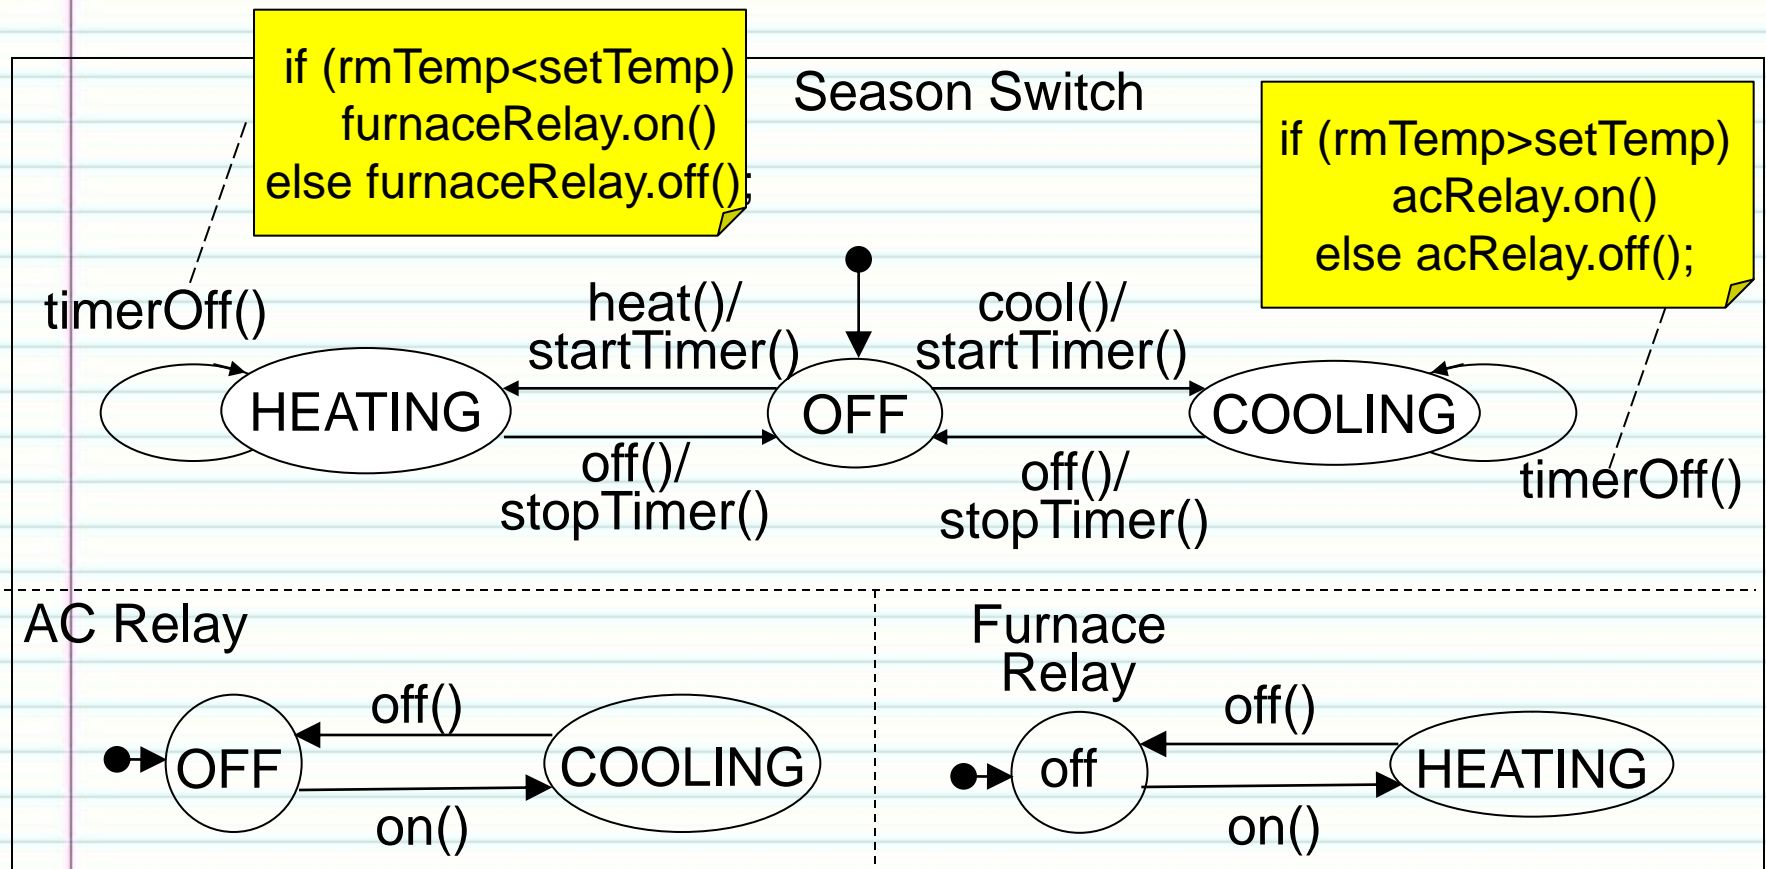 if (rmTemp<setTemp)
furnaceRelay.on()
else furnaceRelay.off();
Season Switch
if (rmTemp>setTemp)
acRelay.on()
else acRelay.off();
timerOff()
heat()/
startTimer()
cool()/
startTimer()
HEATING
OFF
COOLING
off()/
stopTimer()
off()/
stopTimer()
timerOff()
AC Relay
off()
OFF
COOLING
on()
Furnace
Relay
off()
off
HEATING
on()